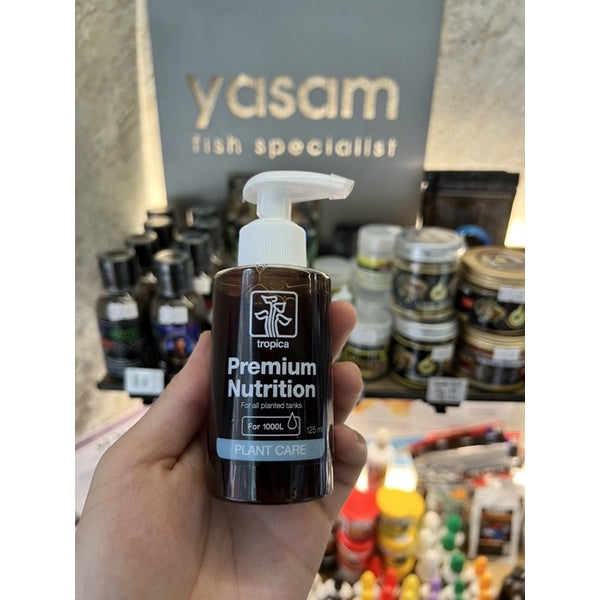 yasam
fish specialist
tropica
Premium
Nutrition
For all planted tanks
For 1000L
125 ml
PLANT CARE